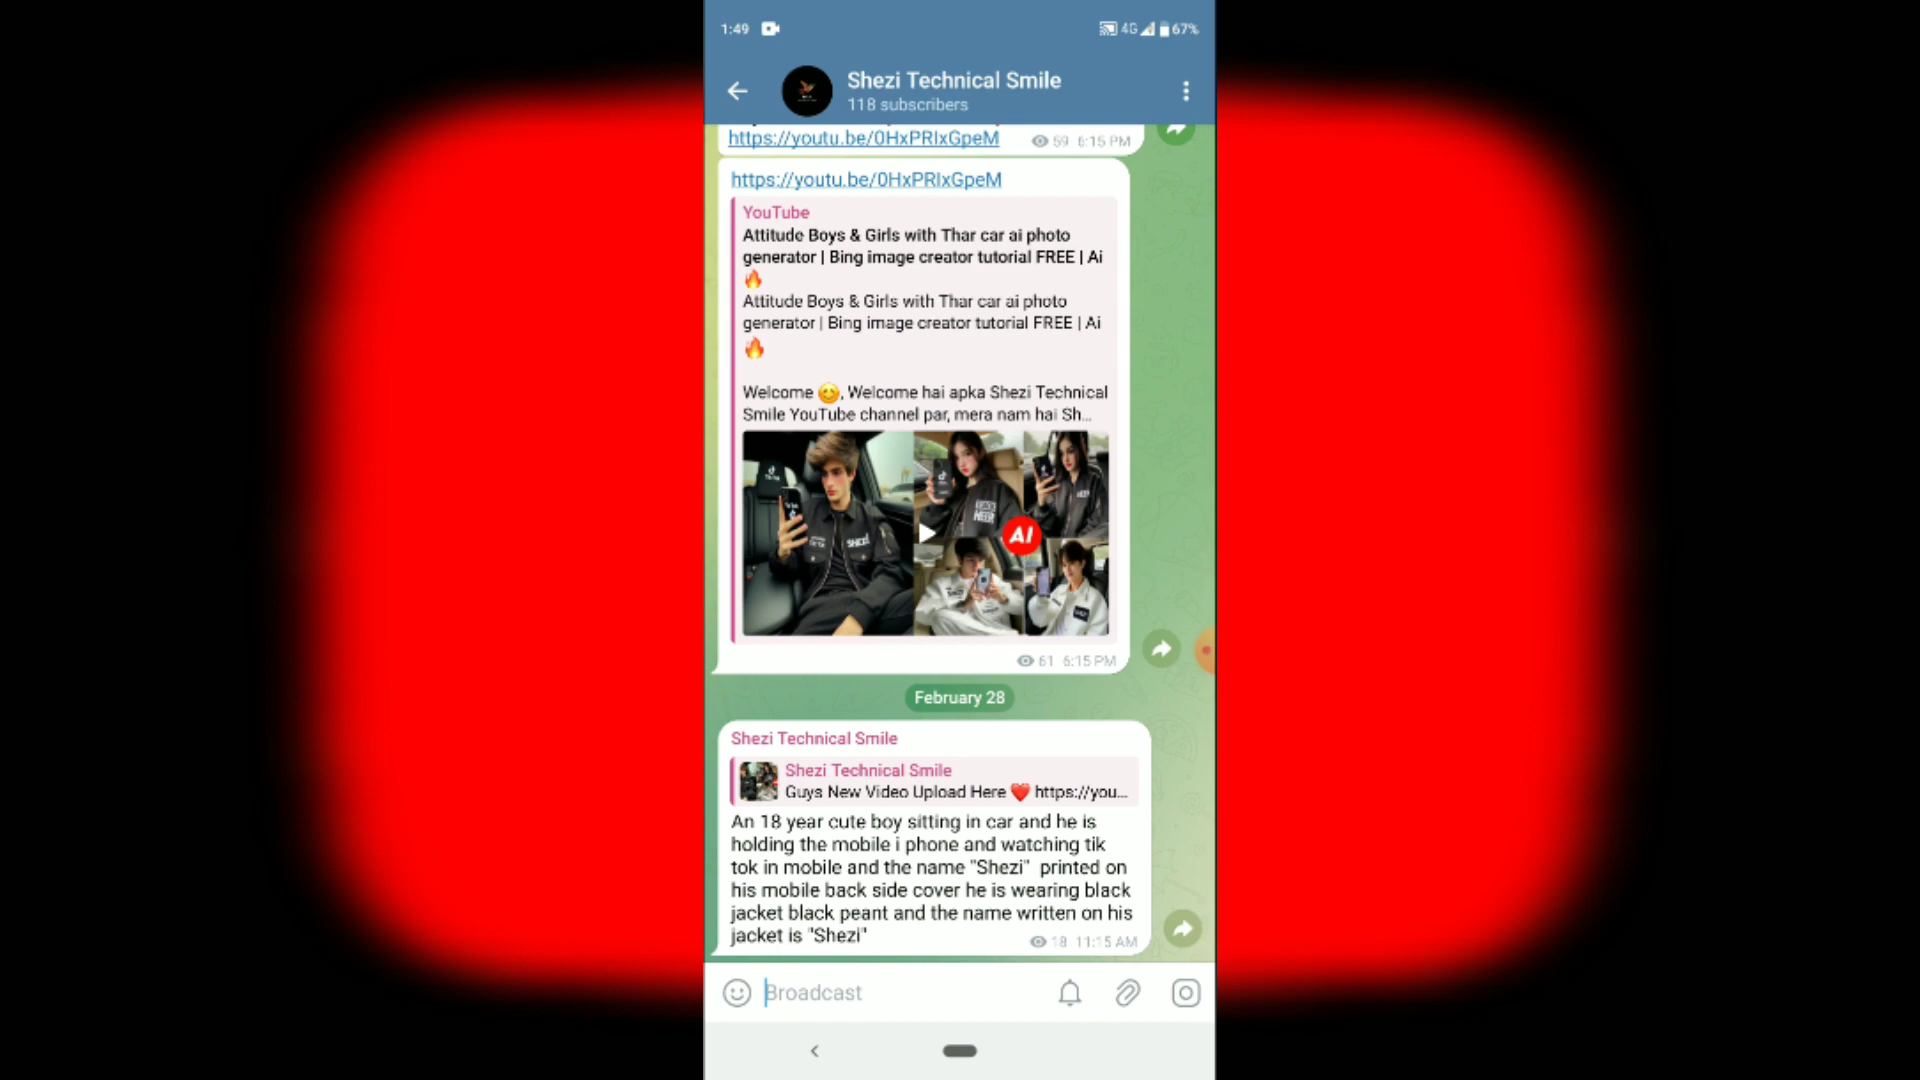 1:49
4G 67%
Shezi Technical Smile
118 subscribers
https://youtu.be/0HxPRIxGpeM
59 6:15 PM
https://youtu.be/0HxPRIxGpeM
YouTube
Attitude Boys & Girls with Thar car ai photo
generator | Bing image creator tutorial FREE | Ai
🔥
Attitude Boys & Girls with Thar car ai photo
generator | Bing image creator tutorial FREE | Ai
🔥
Welcome 😊, Welcome hai apka Shezi Technical
Smile YouTube channel par, mera nam hai Sh...
AI
61 6:15 PM
February 28
Shezi Technical Smile
Shezi Technical Smile
Guys New Video Upload Here ❤️ https://you...
An 18 year cute boy sitting in car and he is
holding the mobile i phone and watching tik
tok in mobile and the name "Shezi" printed on
his mobile back side cover he is wearing black
jacket black peant and the name written on his
jacket is "Shezi"
18 11:15 AM
Broadcast